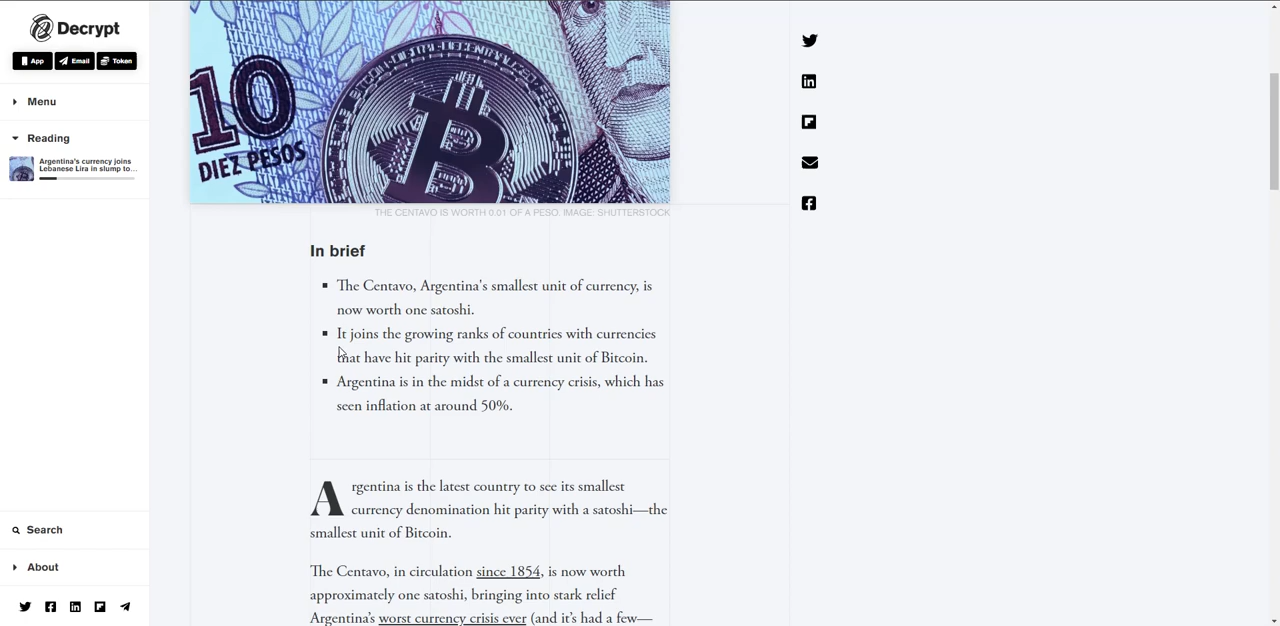 Decrypt
App Email Token
Menu
Reading
Argentina's currency joins
Lebanese Lira in slump to...
Search
About
10
DIEZ PESOS
DIGITAL DECENTRALIZED
THE CENTAVO IS WORTH 0.01 OF A PESO. IMAGE: SHUTTERSTOCK
In brief
▪ The Centavo, Argentina's smallest unit of currency, is
now worth one satoshi.
▪ It joins the growing ranks of countries with currencies
that have hit parity with the smallest unit of Bitcoin.
▪ Argentina is in the midst of a currency crisis, which has
seen inflation at around 50%.
Argentina is the latest country to see its smallest
currency denomination hit parity with a satoshi—the
smallest unit of Bitcoin.
The Centavo, in circulation since 1854, is now worth
approximately one satoshi, bringing into stark relief
Argentina's worst currency crisis ever (and it's had a few—